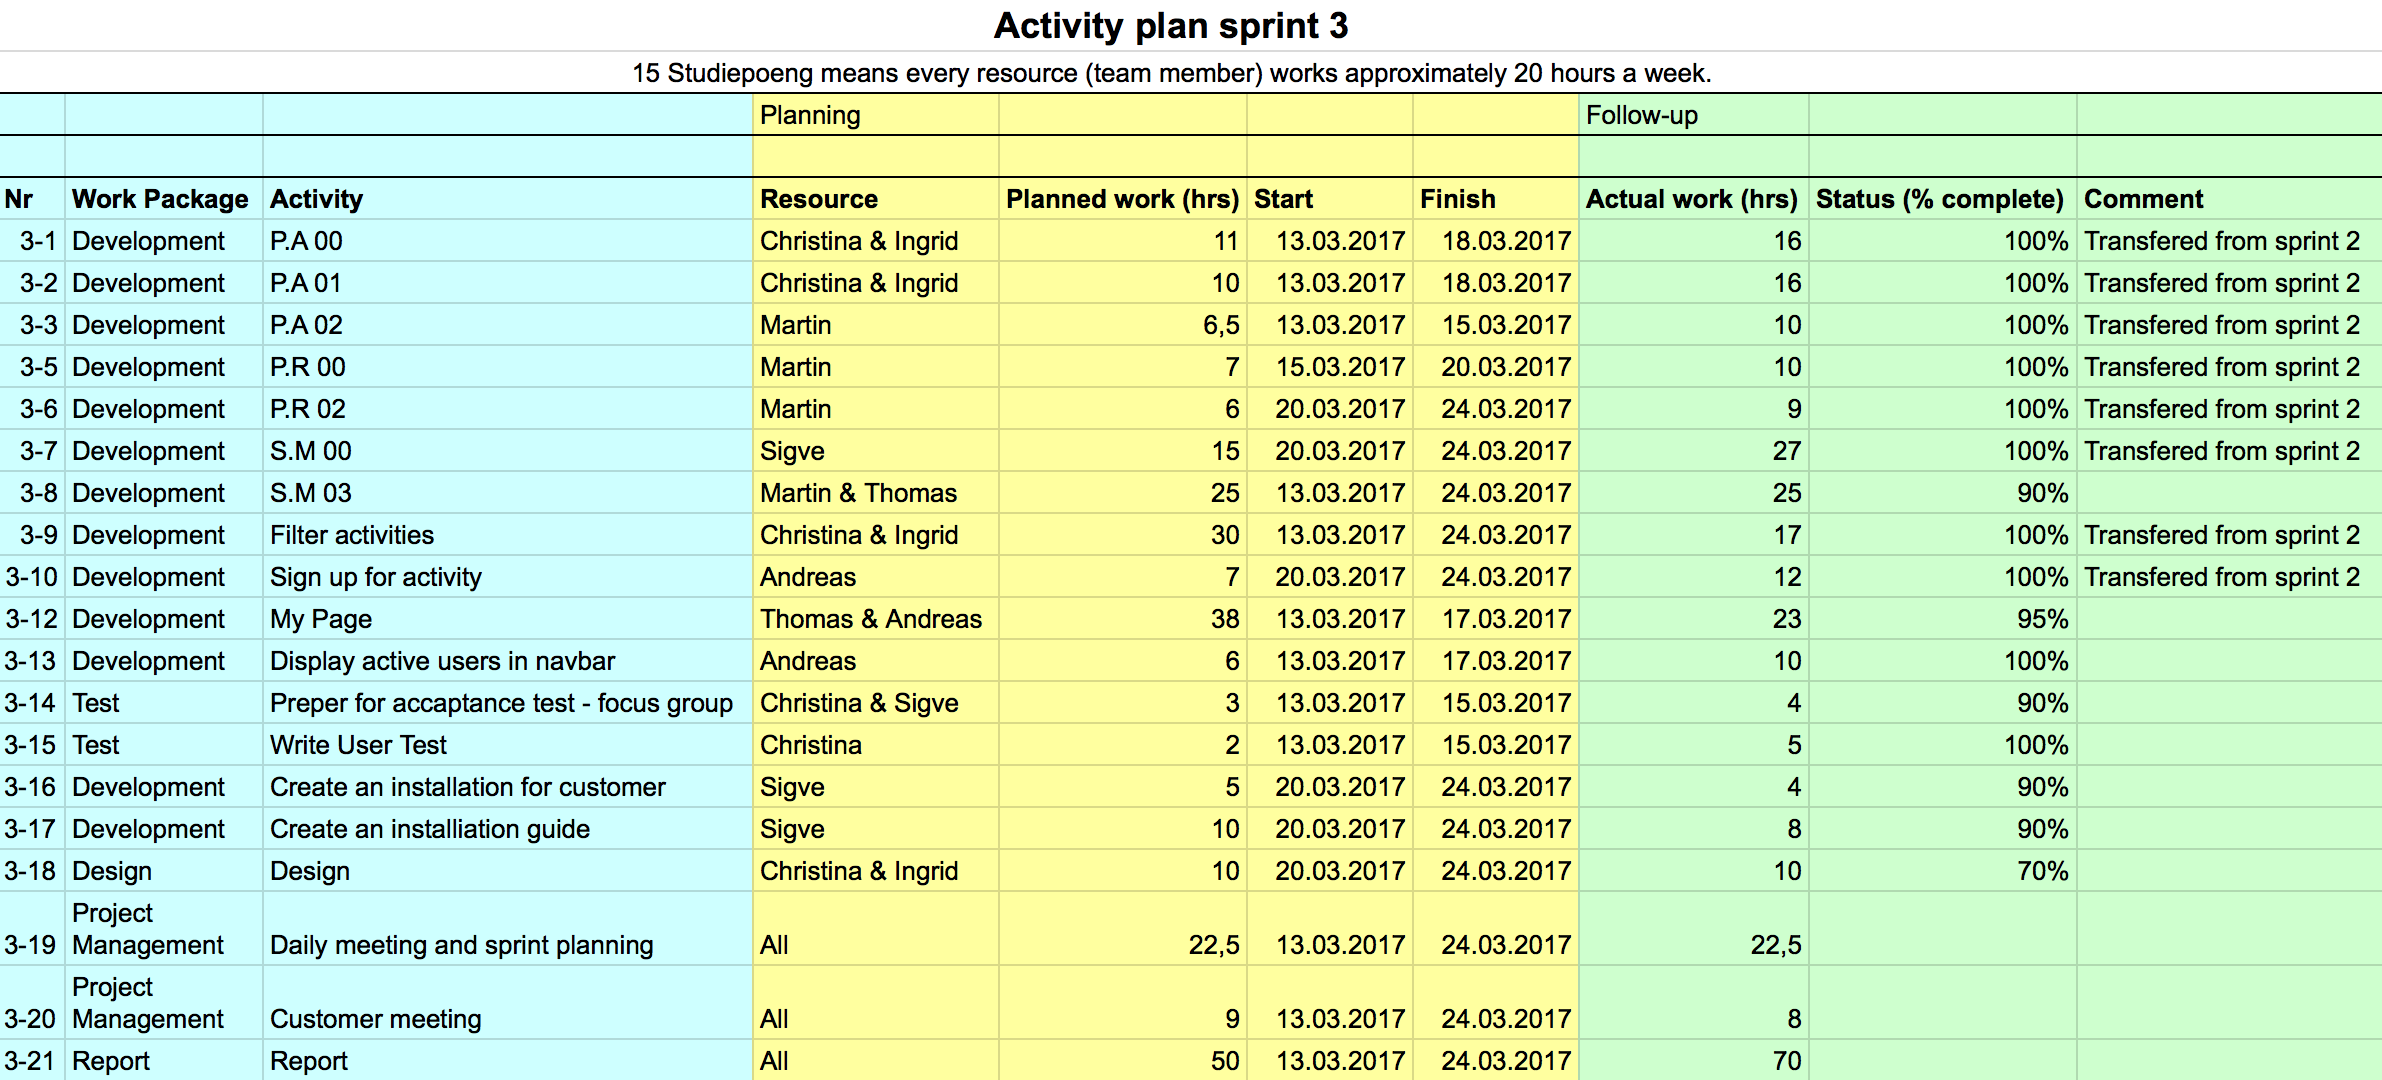 Activity plan sprint 3
15 Studiepoeng means every resource (team member) works approximately 20 hours a week.
Planning Follow-up
Nr Work Package Activity Resource Planned work (hrs) Start Finish Actual work (hrs) Status (% complete) Comment
3-1 Development P.A 00 Christina & Ingrid 11 13.03.2017 18.03.2017 16 100% Transfered from sprint 2
3-2 Development P.A 01 Christina & Ingrid 10 13.03.2017 18.03.2017 16 100% Transfered from sprint 2
3-3 Development P.A 02 Martin 6,5 13.03.2017 15.03.2017 10 100% Transfered from sprint 2
3-5 Development P.R 00 Martin 7 15.03.2017 20.03.2017 10 100% Transfered from sprint 2
3-6 Development P.R 02 Martin 6 20.03.2017 24.03.2017 9 100% Transfered from sprint 2
3-7 Development S.M 00 Sigve 15 20.03.2017 24.03.2017 27 100% Transfered from sprint 2
3-8 Development S.M 03 Martin & Thomas 25 13.03.2017 24.03.2017 25 90%
3-9 Development Filter activities Christina & Ingrid 30 13.03.2017 24.03.2017 17 100% Transfered from sprint 2
3-10 Development Sign up for activity Andreas 7 20.03.2017 24.03.2017 12 100% Transfered from sprint 2
3-12 Development My Page Thomas & Andreas 38 13.03.2017 17.03.2017 23 95%
3-13 Development Display active users in navbar Andreas 6 13.03.2017 17.03.2017 10 100%
3-14 Test Preper for accaptance test - focus group Christina & Sigve 3 13.03.2017 15.03.2017 4 90%
3-15 Test Write User Test Christina 2 13.03.2017 15.03.2017 5 100%
3-16 Development Create an installation for customer Sigve 5 20.03.2017 24.03.2017 4 90%
3-17 Development Create an installiation guide Sigve 10 20.03.2017 24.03.2017 8 90%
3-18 Design Design Christina & Ingrid 10 20.03.2017 24.03.2017 10 70%
Project
3-19 Management Daily meeting and sprint planning All 22,5 13.03.2017 24.03.2017 22,5
Project
3-20 Management Customer meeting All 9 13.03.2017 24.03.2017 8
3-21 Report Report All 50 13.03.2017 24.03.2017 70